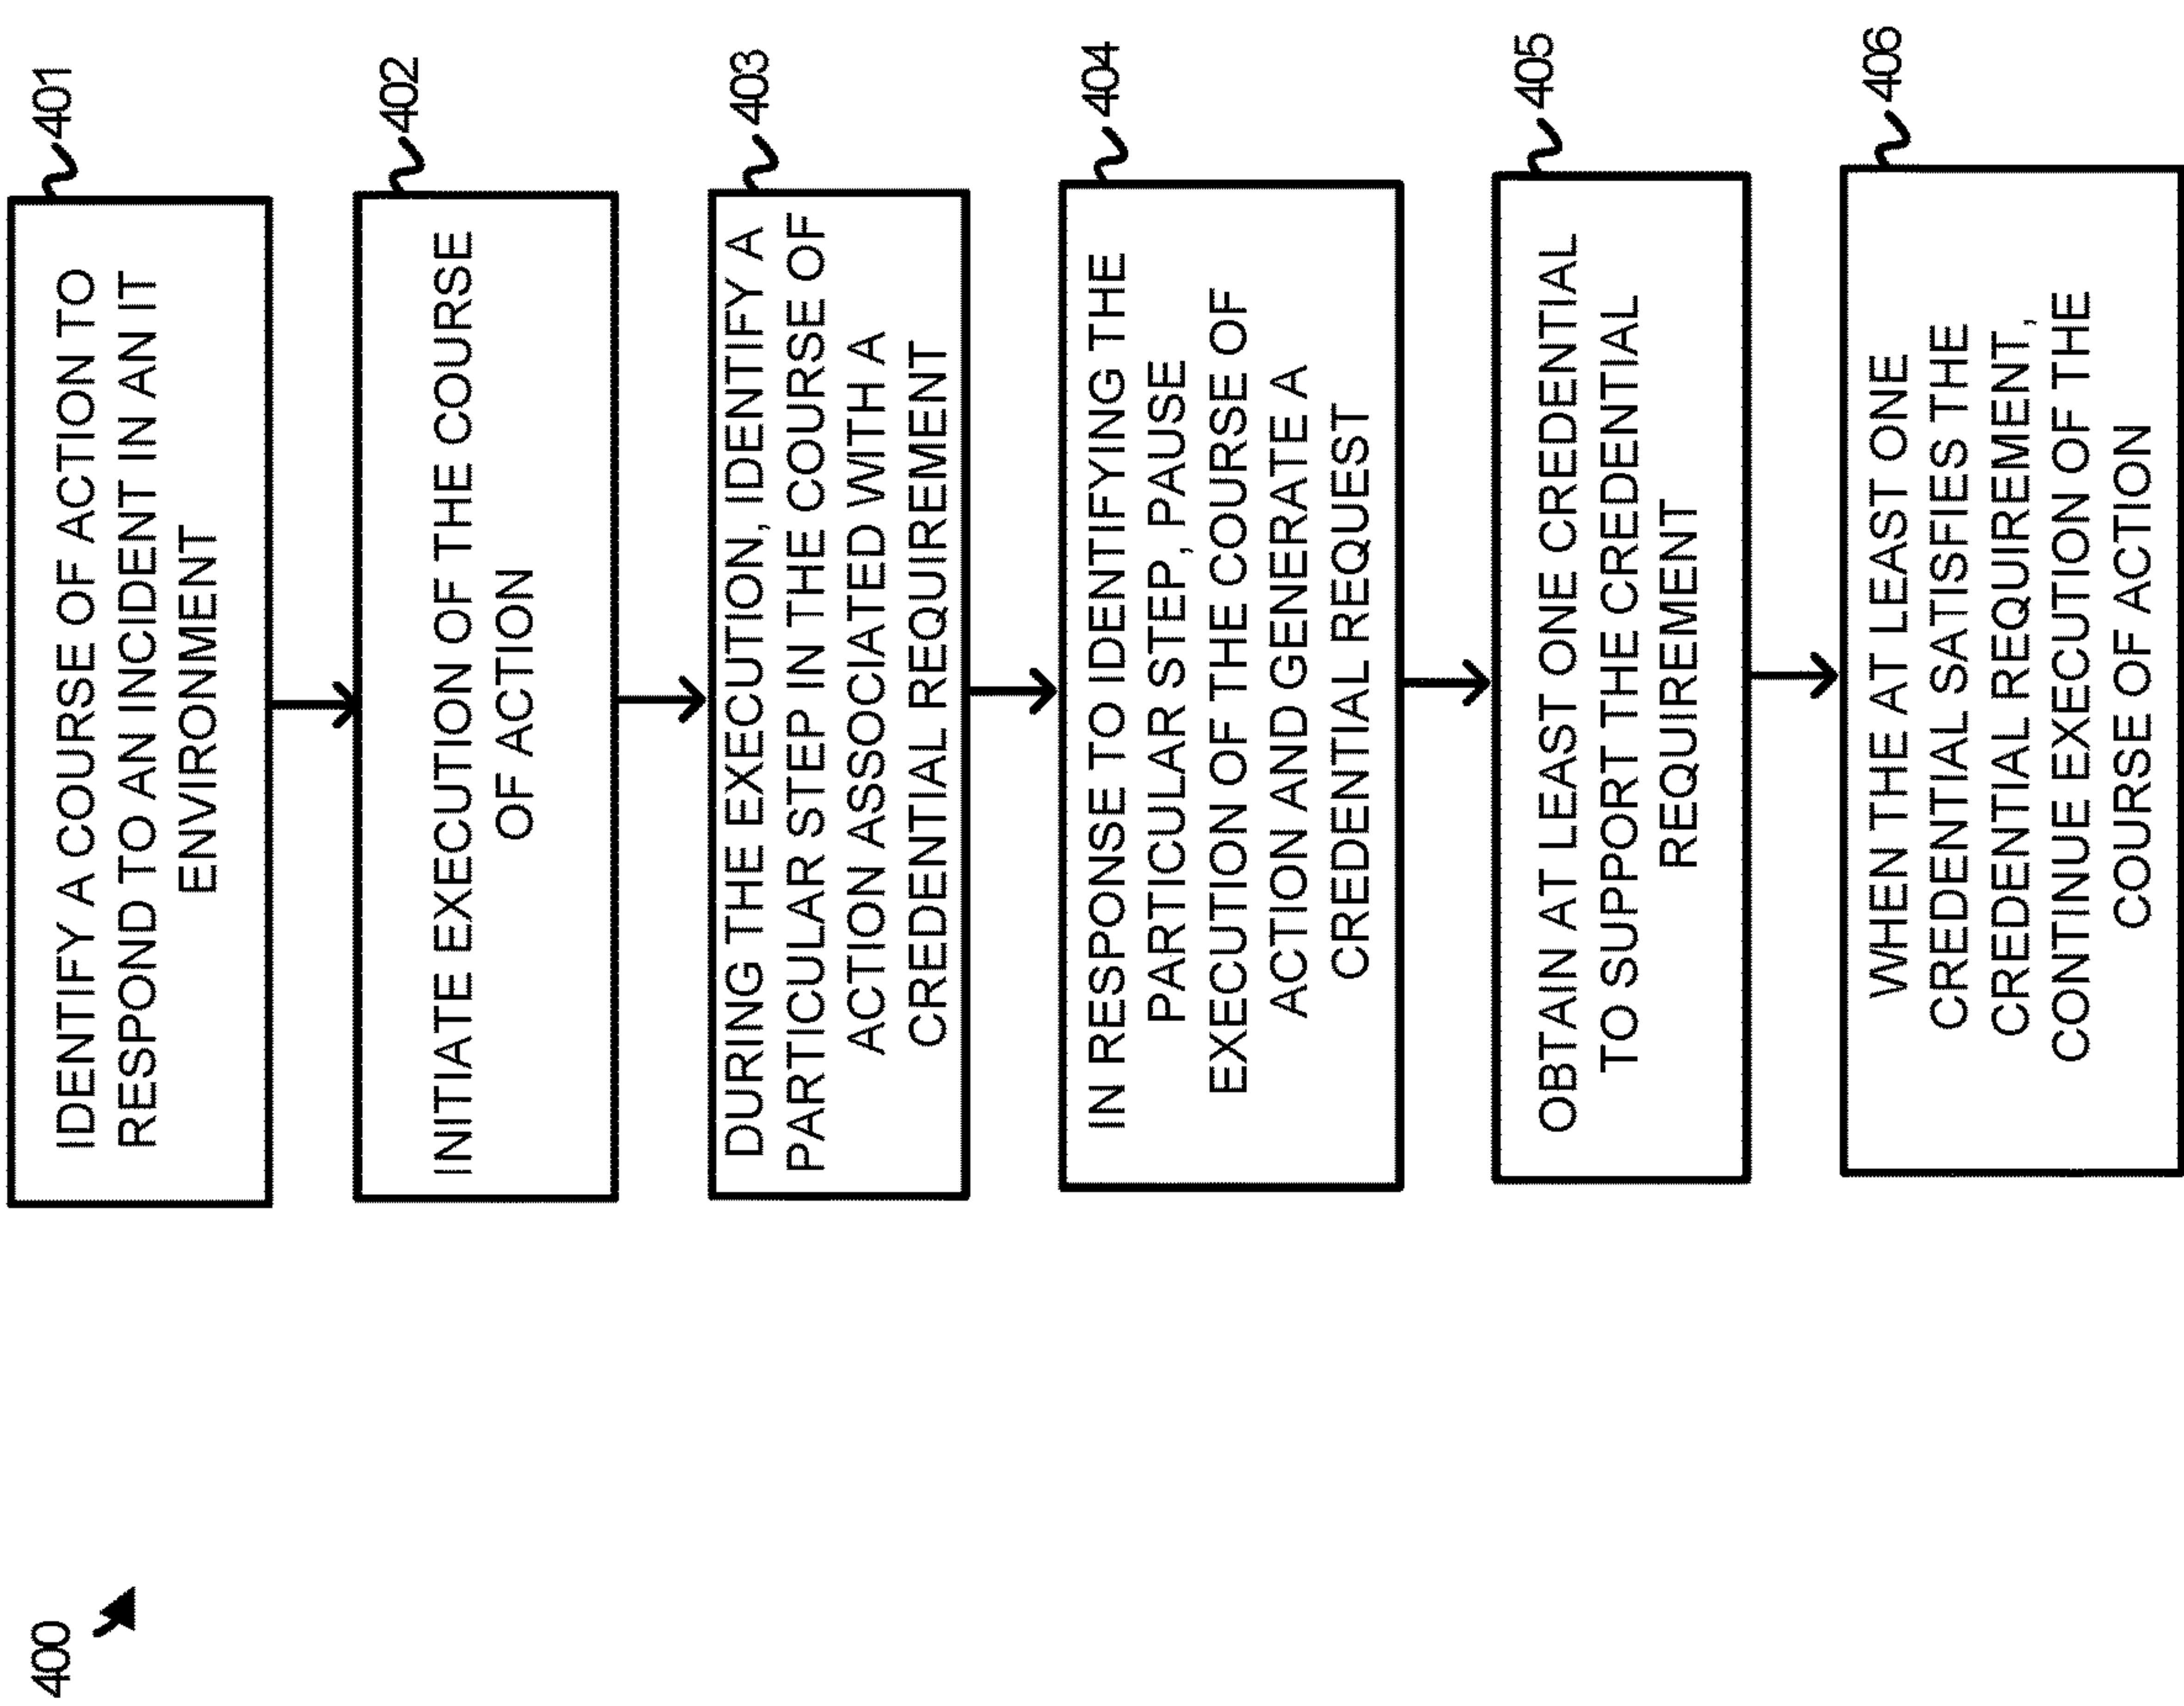 400
401
IDENTIFY A COURSE OF ACTION TO
RESPOND TO AN INCIDENT IN AN IT
ENVIRONMENT
402
INITIATE EXECUTION OF THE COURSE
OF ACTION
403
DURING THE EXECUTION, IDENTIFY A
PARTICULAR STEP IN THE COURSE OF
ACTION ASSOCIATED WITH A
CREDENTIAL REQUIREMENT
404
IN RESPONSE TO IDENTIFYING THE
PARTICULAR STEP, PAUSE
EXECUTION OF THE COURSE OF
ACTION AND GENERATE A
CREDENTIAL REQUEST
405
OBTAIN AT LEAST ONE CREDENTIAL
TO SUPPORT THE CREDENTIAL
REQUIREMENT
406
WHEN THE AT LEAST ONE
CREDENTIAL SATISFIES THE
CREDENTIAL REQUIREMENT,
CONTINUE EXECUTION OF THE
COURSE OF ACTION